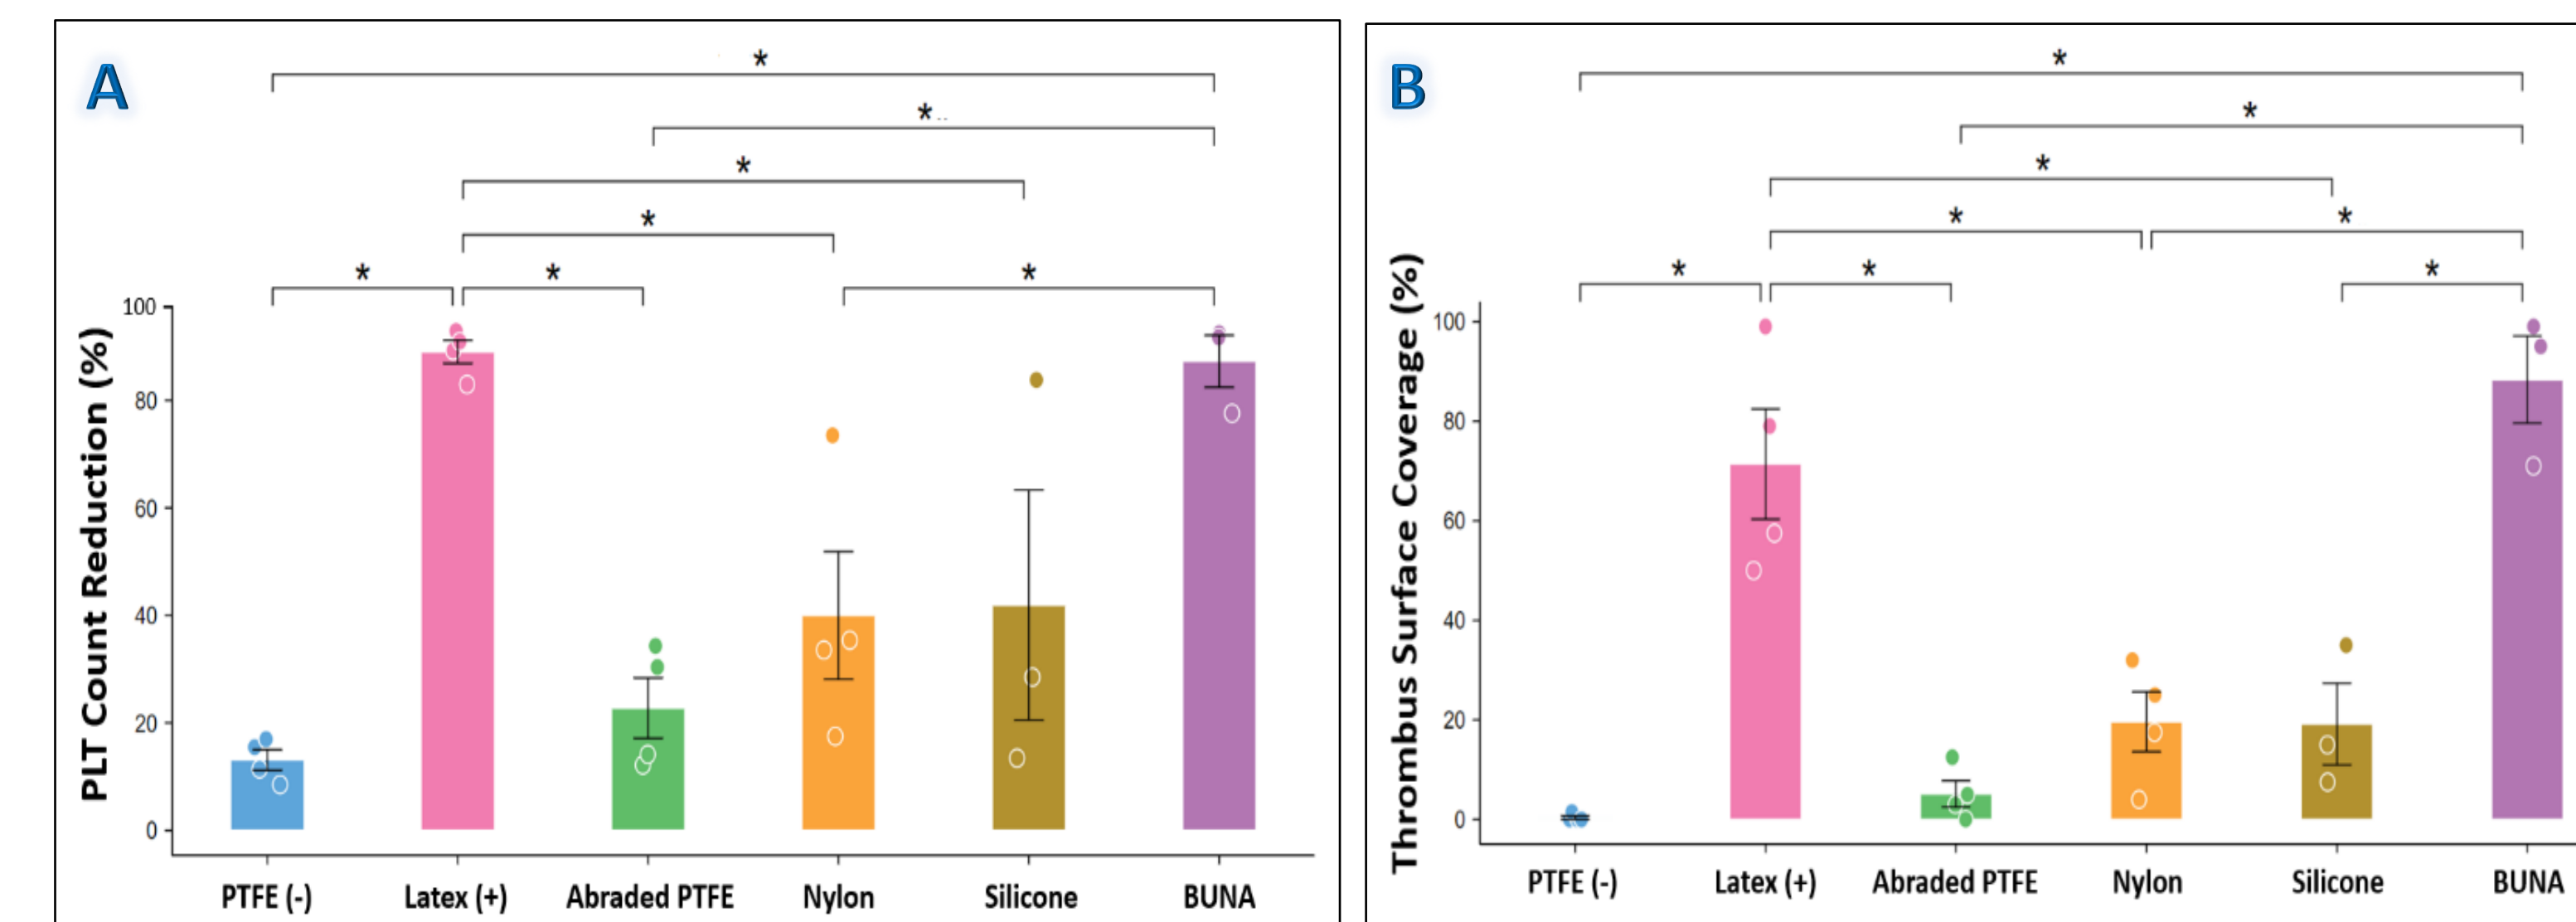 A
*
*
*
*
* * *
PLT Count Reduction (%)
100
80
60
40
20
0
PTFE (-) Latex (+) Abraded PTFE Nylon Silicone BUNA
B
*
*
*
* *
* * *
Thrombus Surface Coverage (%)
100
80
60
40
20
0
PTFE (-) Latex (+) Abraded PTFE Nylon Silicone BUNA